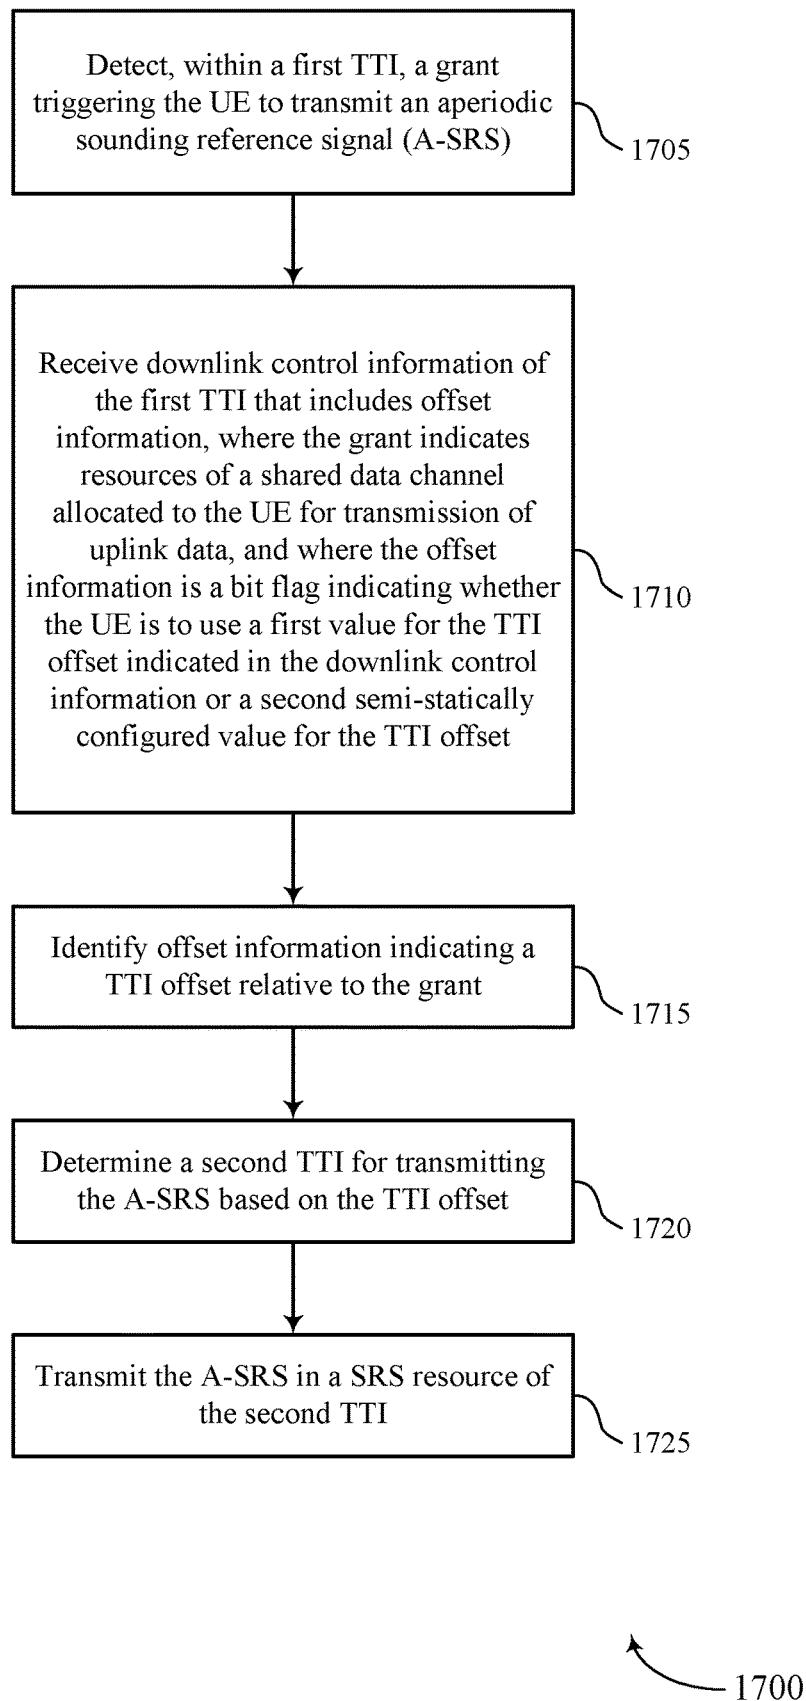 Detect, within a first TTI, a grant
triggering the UE to transmit an aperiodic
sounding reference signal (A-SRS)
1705
Receive downlink control information of
the first TTI that includes offset
information, where the grant indicates
resources of a shared data channel
allocated to the UE for transmission of
uplink data, and where the offset
information is a bit flag indicating whether
the UE is to use a first value for the TTI
offset indicated in the downlink control
information or a second semi-statically
configured value for the TTI offset
1710
Identify offset information indicating a
TTI offset relative to the grant
1715
Determine a second TTI for transmitting
the A-SRS based on the TTI offset
1720
Transmit the A-SRS in a SRS resource of
the second TTI
1725
1700